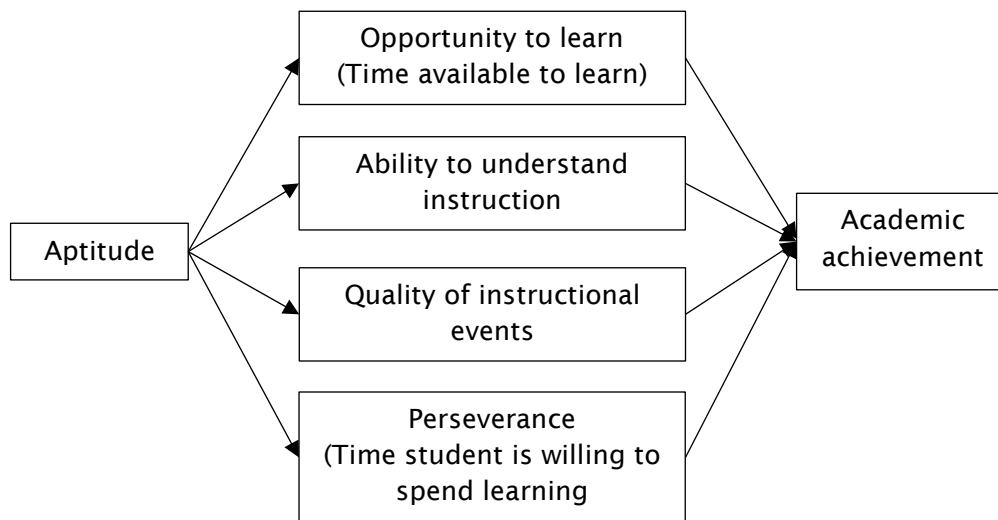 Opportunity to learn
(Time available to learn)
Ability to understand
instruction
Aptitude
Academic
achievement
Quality of instructional
events
Perseverance
(Time student is willing to
spend learning